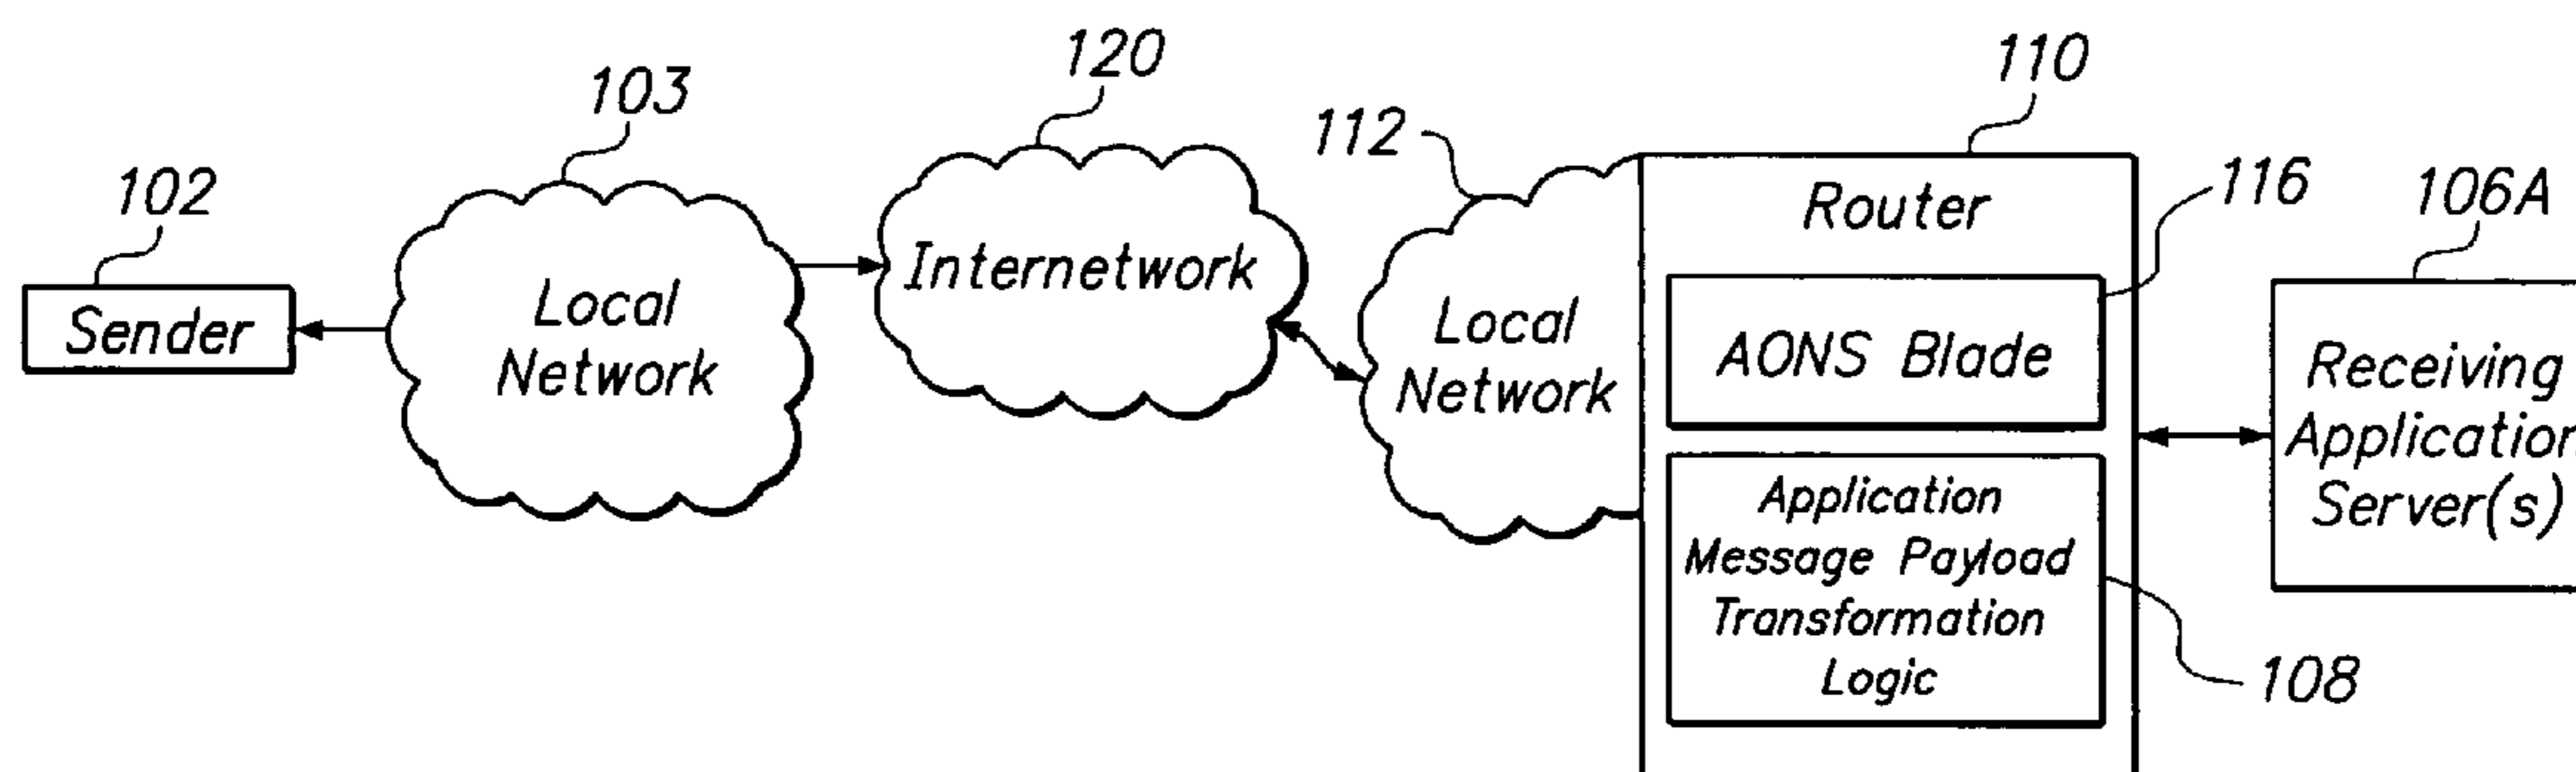 120
110
103
112
102
116
106A
Router
Internetwork
Local
Network
Sender
Local
Network
AONS Blade
Receiving
Application
Server(s)
Application
Message Payload
Transformation
Logic
108